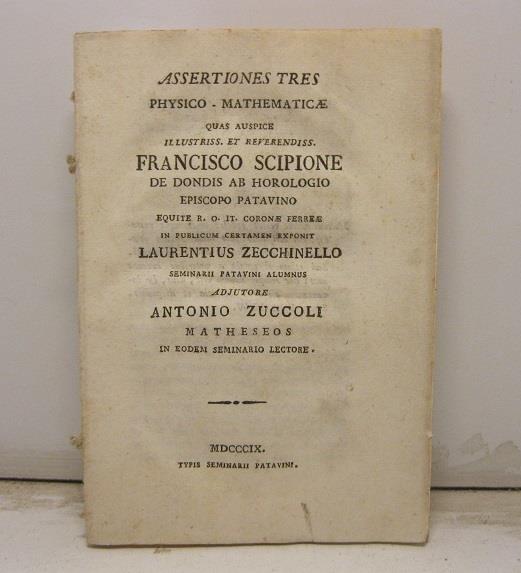 ASSERTIONES TRES
PHYSICO - MATHEMATICÆ
QUAS AUSPICE
ILLUSTRISS. ET REVERENDISS.
FRANCISCO SCIPIONE
DE DONDIS AB HOROLOGIO
EPISCOPO PATAVINO
EQUITE R. O. IT. CORONÆ FERREÆ
IN PUBLICUM CERTAMEN EXPONIT
LAURENTIUS ZECCHINELLO
SEMINARII PATAVINI ALUMNUS
ADJUTORE
ANTONIO ZUCCOLI
MATHESEOS
IN EODEM SEMINARIO LECTORE.
MDCCCIX.
TYPIS SEMINARII PATAVINI.